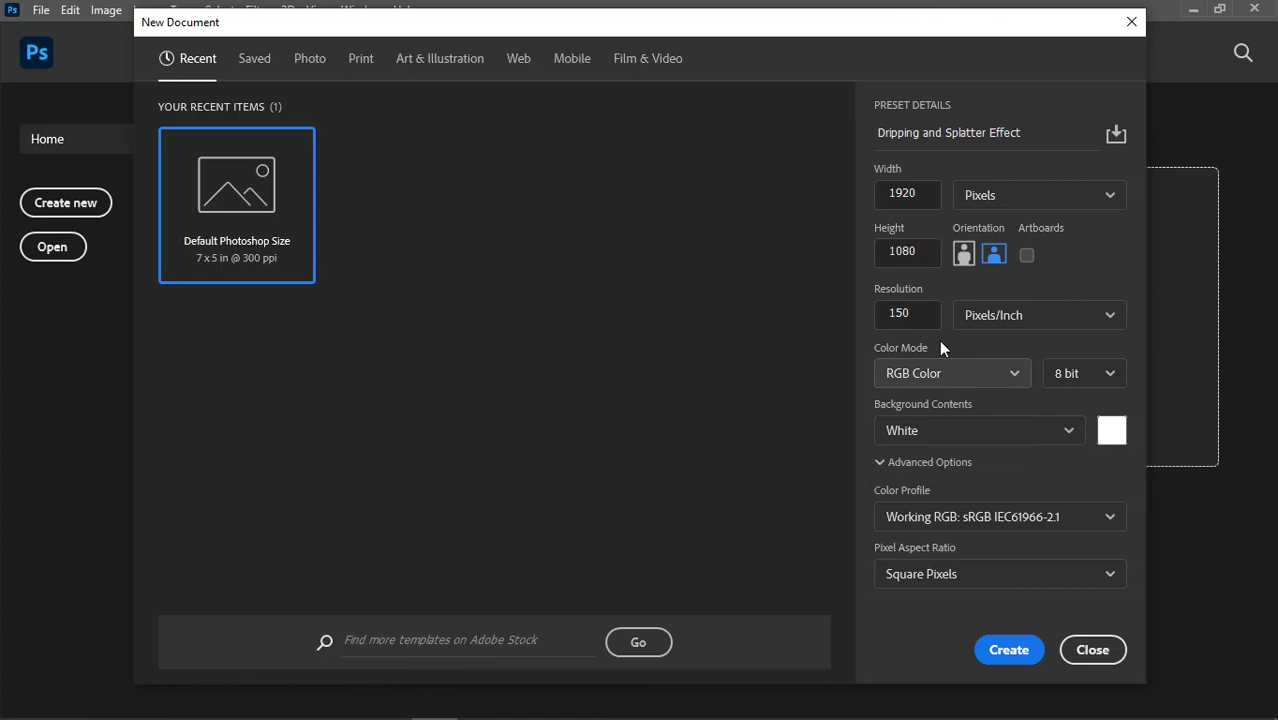 New Document
Ps File Edit Image
Ps
Recent Saved Photo Print Art & Illustration Web Mobile Film & Video
Home
Create new
Open
YOUR RECENT ITEMS (1)
Default Photoshop Size
7 x 5 in @ 300 ppi
Find more templates on Adobe Stock Go
PRESET DETAILS
Dripping and Splatter Effect
Width
1920 Pixels
Height Orientation Artboards
1080
Resolution
150 Pixels/Inch
Color Mode
RGB Color 8 bit
Background Contents
White
Advanced Options
Color Profile
Working RGB: sRGB IEC61966-2.1
Pixel Aspect Ratio
Square Pixels
Create Close